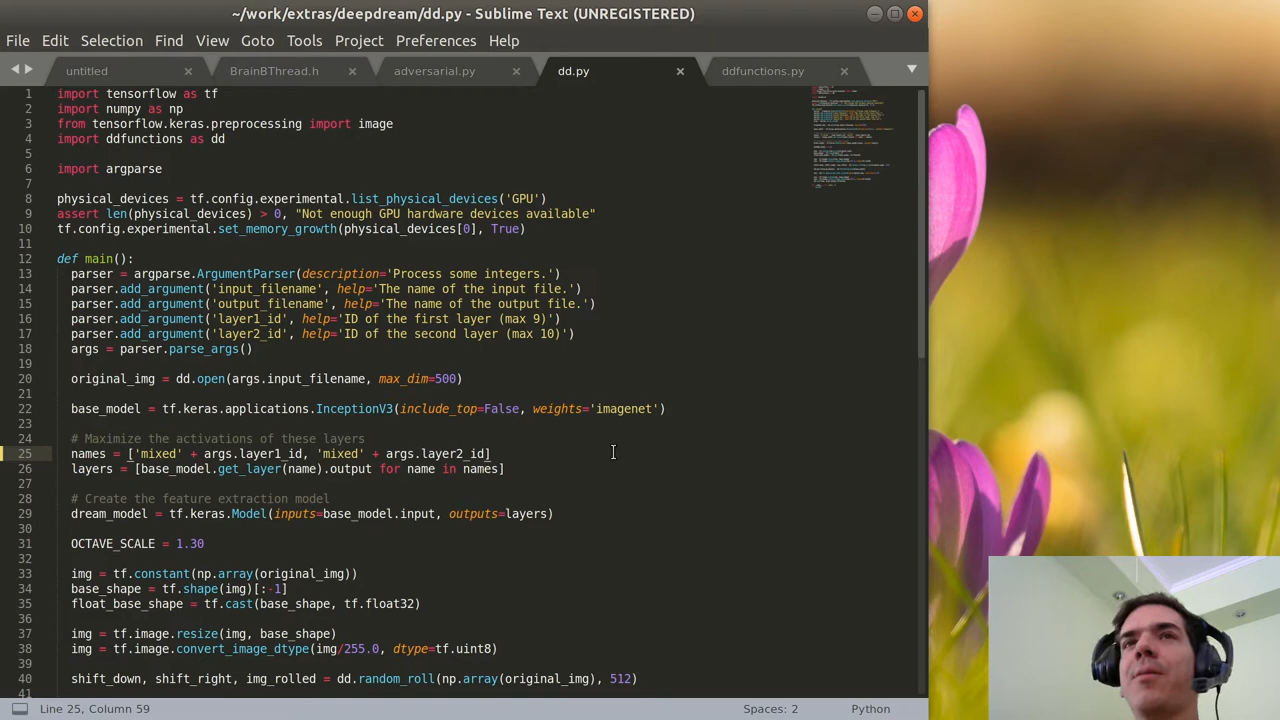 ~/work/extras/deepdream/dd.py - Sublime Text (UNREGISTERED)
File Edit Selection Find View Goto Tools Project Preferences Help
untitled BrainBThread.h adversarial.py dd.py ddfunctions.py
1 import tensorflow as tf
2 import numpy as np
3 from tensorflow.keras.preprocessing import image
4 import ddfunctions as dd
5
6 import argparse
7
8 physical_devices = tf.config.experimental.list_physical_devices('GPU')
9 assert len(physical_devices) > 0, "Not enough GPU hardware devices available"
10 tf.config.experimental.set_memory_growth(physical_devices[0], True)
11
12 def main():
13 parser = argparse.ArgumentParser(description='Process some integers.')
14 parser.add_argument('input_filename', help='The name of the input file.')
15 parser.add_argument('output_filename', help='The name of the output file.')
16 parser.add_argument('layer1_id', help='ID of the first layer (max 9)')
17 parser.add_argument('layer2_id', help='ID of the second layer (max 10)')
18 args = parser.parse_args()
19
20 original_img = dd.open(args.input_filename, max_dim=500)
21
22 base_model = tf.keras.applications.InceptionV3(include_top=False, weights='imagenet')
23
24 # Maximize the activations of these layers
25 names = ['mixed' + args.layer1_id, 'mixed' + args.layer2_id]
26 layers = [base_model.get_layer(name).output for name in names]
27
28 # Create the feature extraction model
29 dream_model = tf.keras.Model(inputs=base_model.input, outputs=layers)
30
31 OCTAVE_SCALE = 1.30
32
33 img = tf.constant(np.array(original_img))
34 base_shape = tf.shape(img)[:-1]
35 float_base_shape = tf.cast(base_shape, tf.float32)
36
37 img = tf.image.resize(img, base_shape)
38 img = tf.image.convert_image_dtype(img/255.0, dtype=tf.uint8)
39
40 shift_down, shift_right, img_rolled = dd.random_roll(np.array(original_img), 512)
41
Line 25, Column 59 Spaces: 2 Python